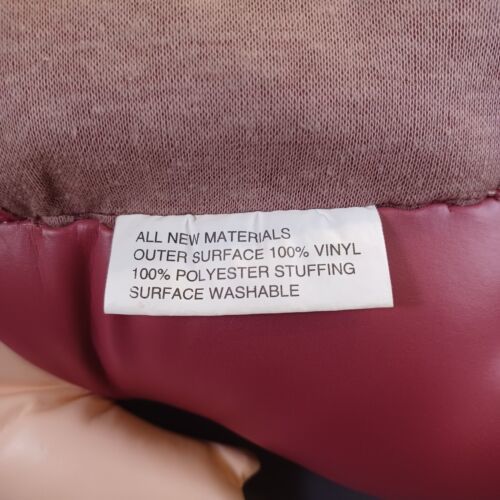 ALL NEW MATERIALS
OUTER SURFACE 100% VINYL
100% POLYESTER STUFFING
SURFACE WASHABLE